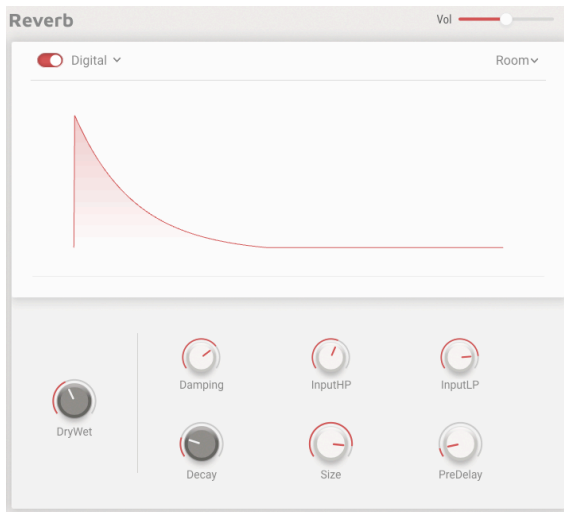 Reverb
Vol
Digital
Room
Damping
InputHP
InputLP
DryWet
Decay
Size
PreDelay